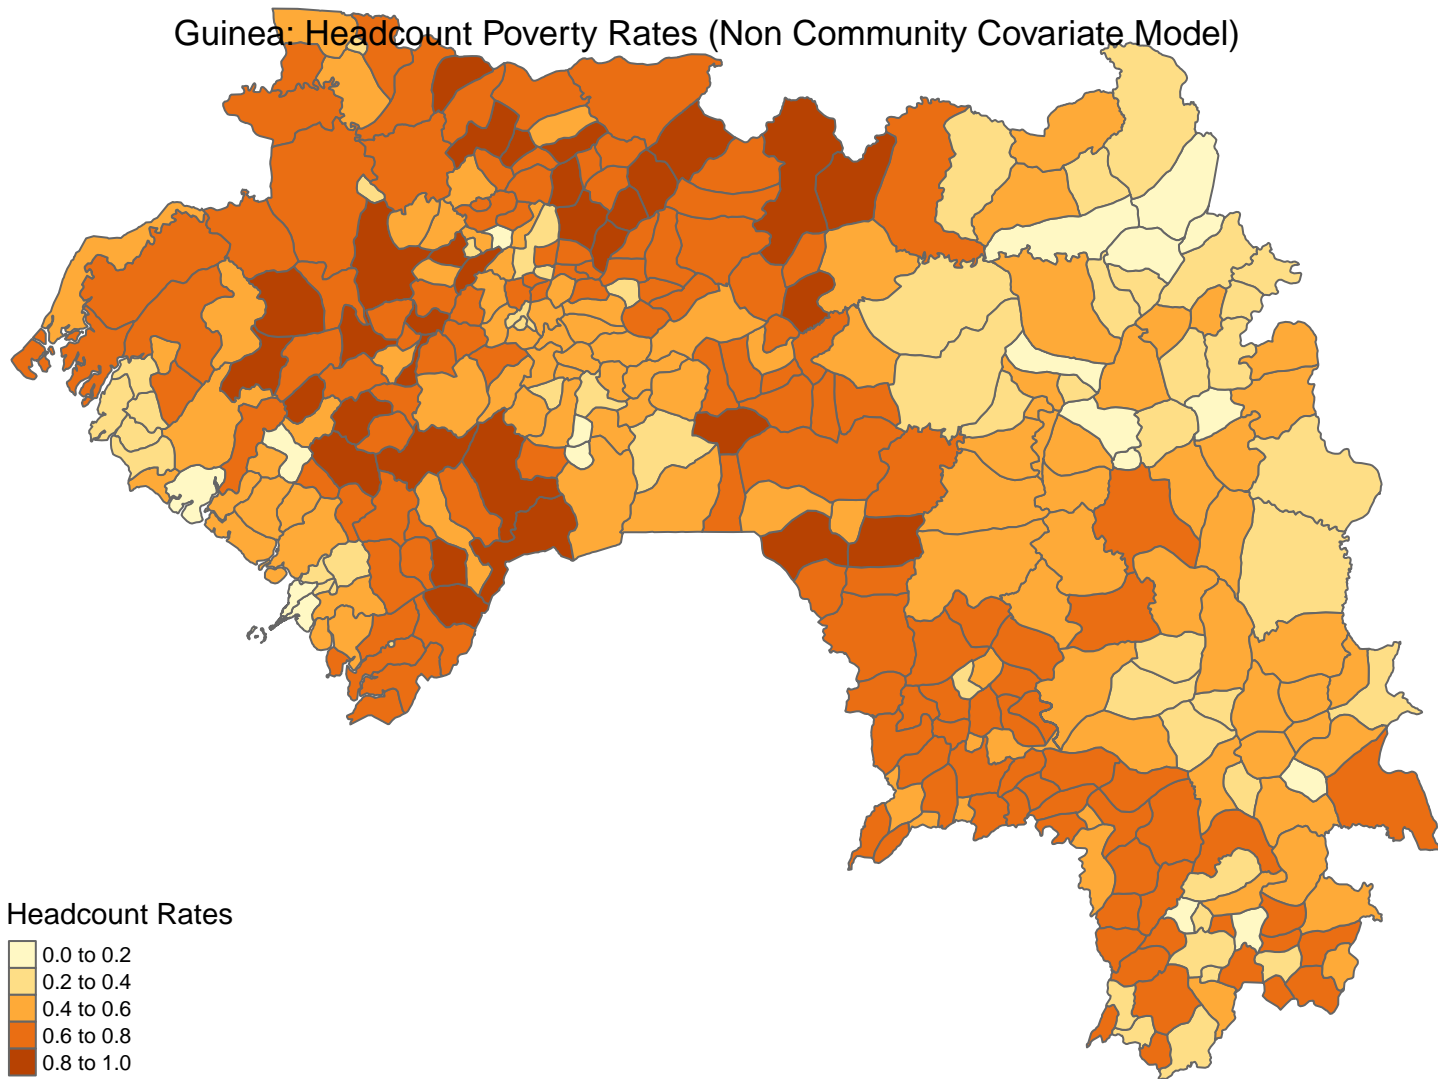 Guinea: Headcount Poverty Rates (Non Community Covariate Model)
Headcount Rates
0.0 to 0.2
0.2 to 0.4
0.4 to 0.6
0.6 to 0.8
0.8 to 1.0